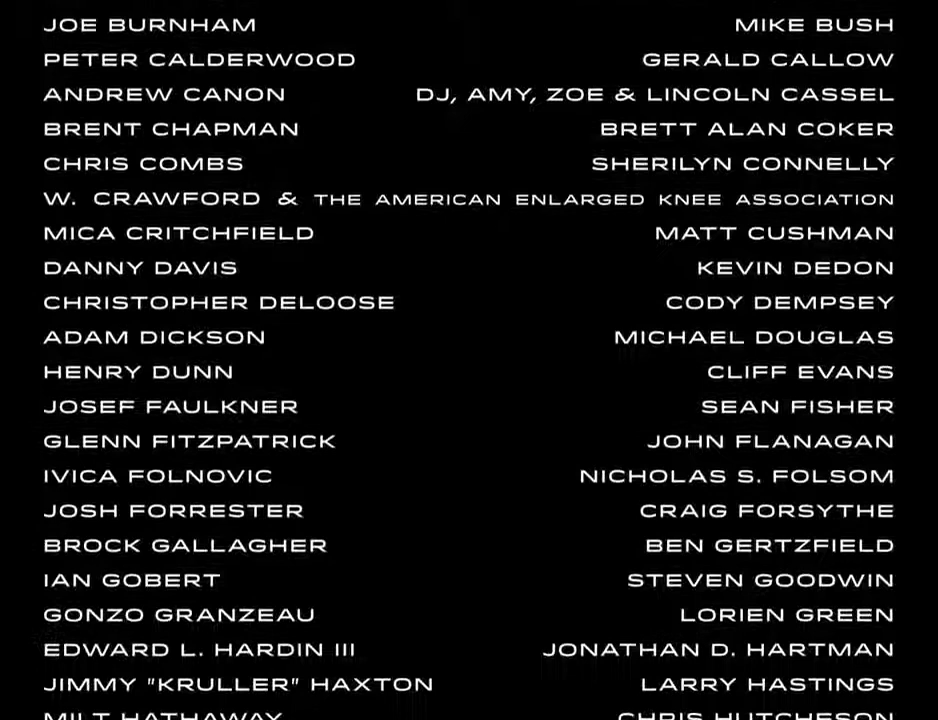 JOE BURNHAM MIKE BUSH
PETER CALDERWOOD GERALD CALLOW
ANDREW CANON DJ, AMY, ZOE & LINCOLN CASSEL
BRENT CHAPMAN BRETT ALAN COKER
CHRIS COMBS SHERILYN CONNELLY
W. CRAWFORD & THE AMERICAN ENLARGED KNEE ASSOCIATION
MICA CRITCHFIELD MATT CUSHMAN
DANNY DAVIS KEVIN DEDON
CHRISTOPHER DELOOSE CODY DEMPSEY
ADAM DICKSON MICHAEL DOUGLAS
HENRY DUNN CLIFF EVANS
JOSEF FAULKNER SEAN FISHER
GLENN FITZPATRICK JOHN FLANAGAN
IVICA FOLNOVIC NICHOLAS S. FOLSOM
JOSH FORRESTER CRAIG FORSYTHE
BROCK GALLAGHER BEN GERTZFIELD
IAN GOBERT STEVEN GOODWIN
GONZO GRANZEAU LORIEN GREEN
EDWARD L. HARDIN III JONATHAN D. HARTMAN
JIMMY "KRULLER" HAXTON LARRY HASTINGS
MILT HATHAWAY CHRIS HUTCHESON